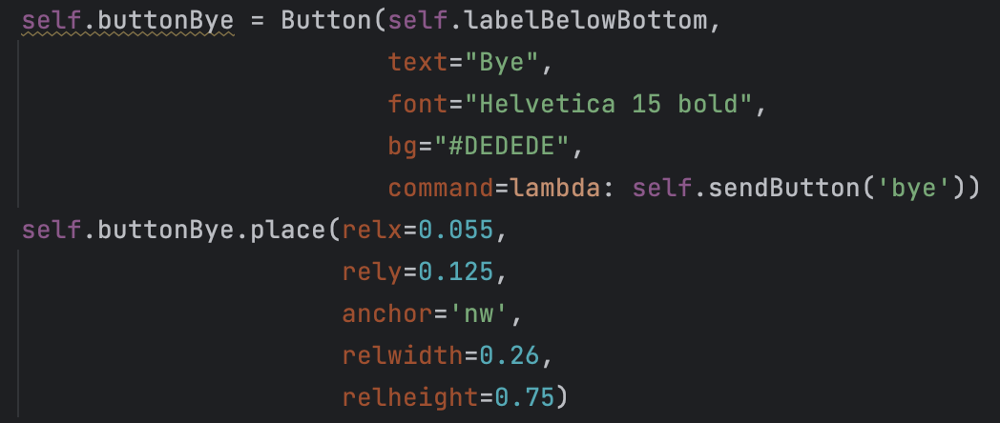 self.buttonBye = Button(self.labelBelowBottom,
                        text="Bye",
                        font="Helvetica 15 bold",
                        bg="#DEDEDE",
                        command=lambda: self.sendButton('bye'))
self.buttonBye.place(relx=0.055,
                     rely=0.125,
                     anchor='nw',
                     relwidth=0.26,
                     relheight=0.75)